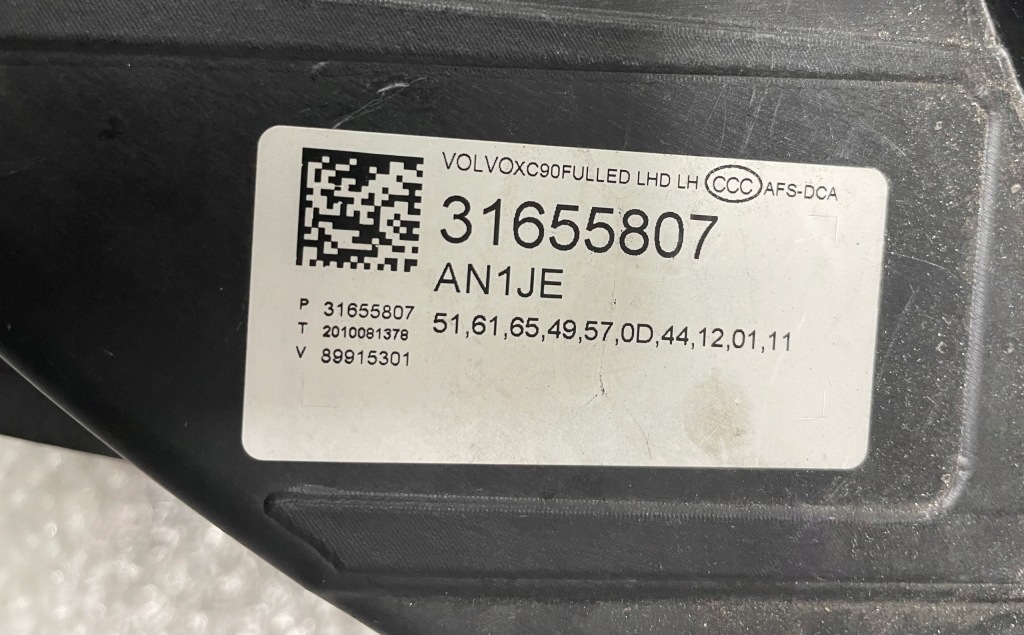 VOLVOXC90FULLED LHD LH CCC AFS-DCA
31655807
AN1JE
51,61,65,49,57,0D,44,12,01,11
P 31655807
T 2010081378
V 89915301